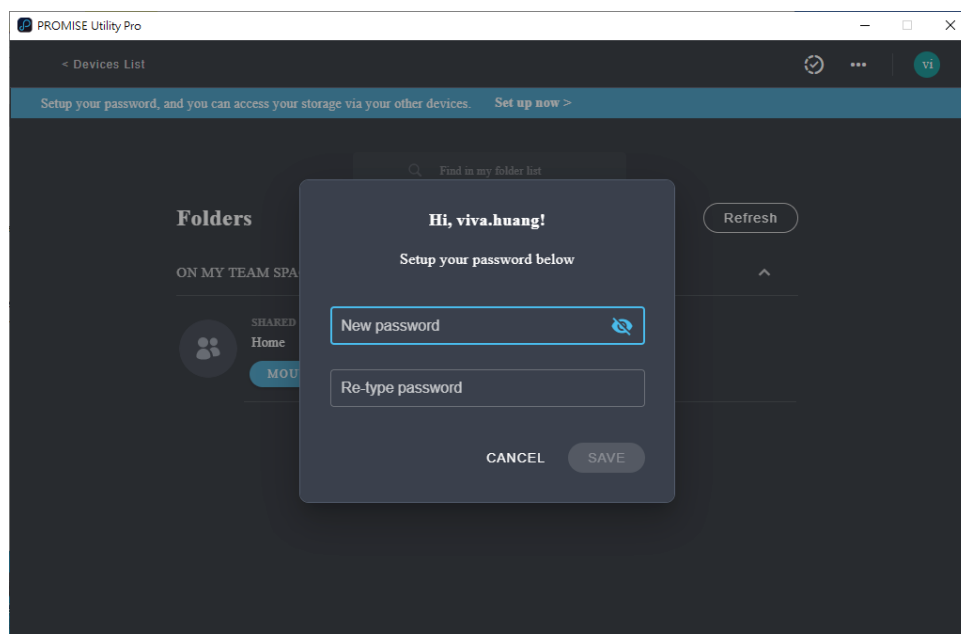 PROMISE Utility Pro
< Devices List
vi
Setup your password, and you can access your storage via your other devices. Set up now >
Find in my folder list
Folders
Refresh
Hi, viva.huang!
Setup your password below
ON MY TEAM SPA
SHARED
Home
MOU
New password
Re-type password
CANCEL
SAVE